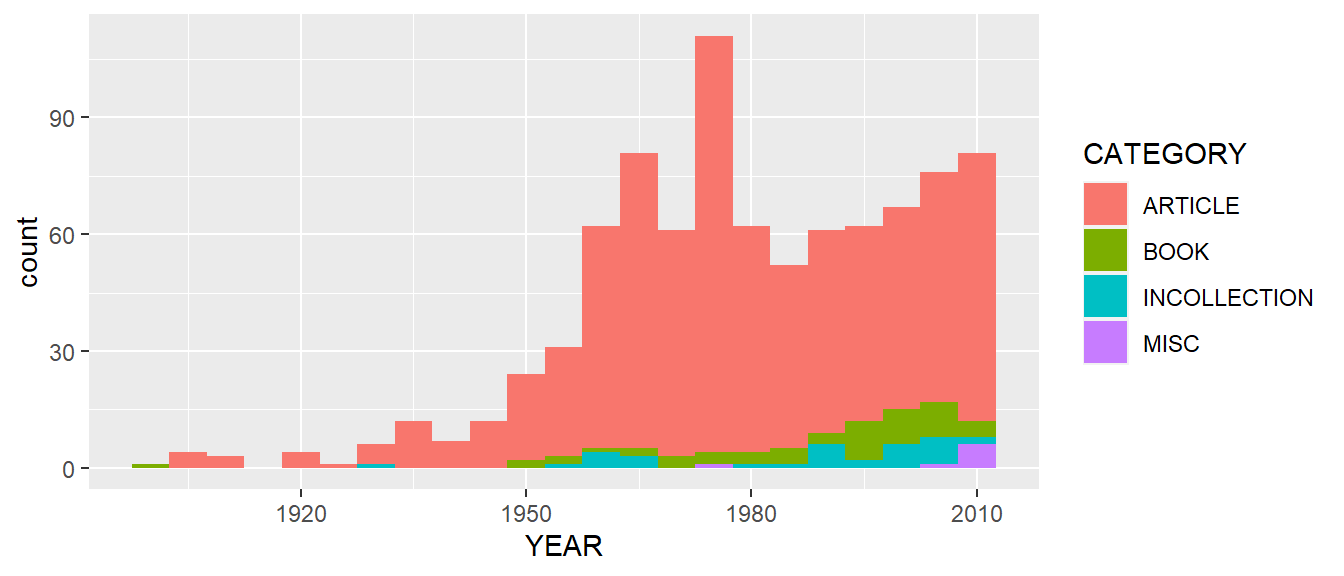 count
90
60
30
0
1920
1950
1980
2010
YEAR
CATEGORY
ARTICLE
BOOK
INCOLLECTION
MISC